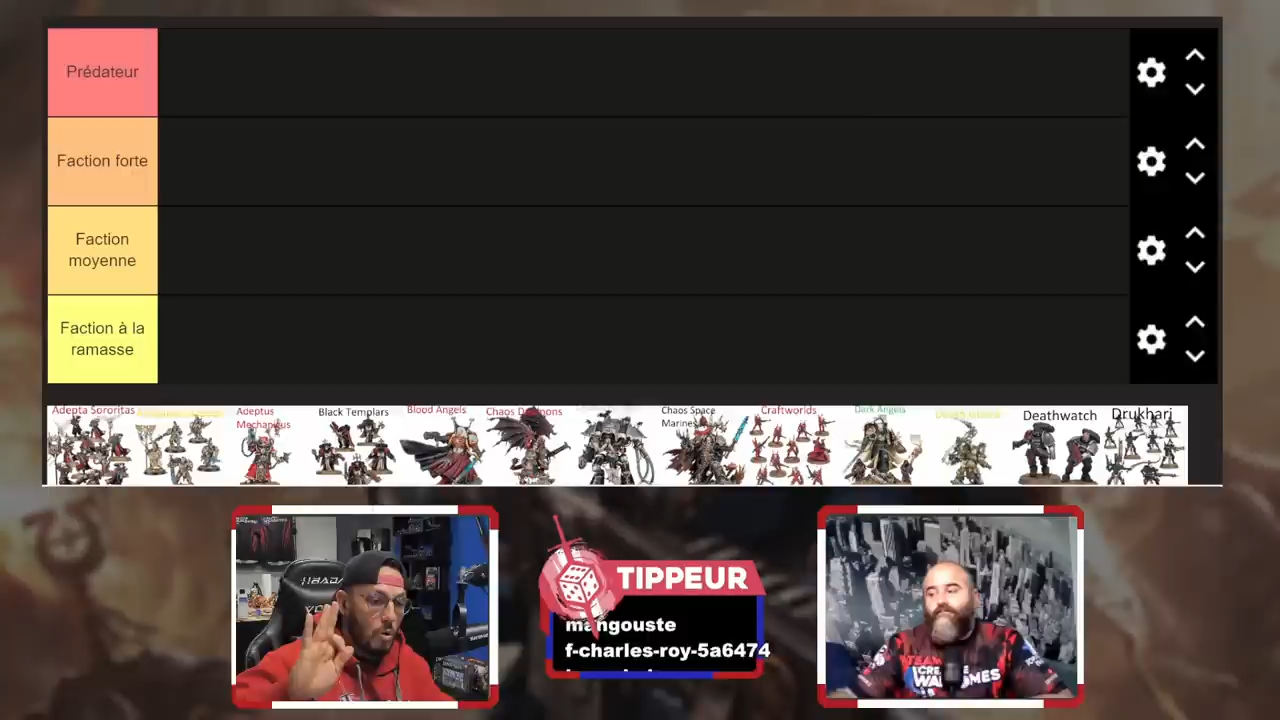 Prédateur
Faction forte
Faction
moyenne
Faction à la
ramasse
Adepta Sororitas
Adeptus
Mechanicus
Black Templars
Blood Angels
Chaos Daemons
Chaos Space
Marines
Craftworlds
Dark Angels
Deathwatch
Drukhari
TIPPEUR
mangouste
f-charles-roy-5a6474
TEAM